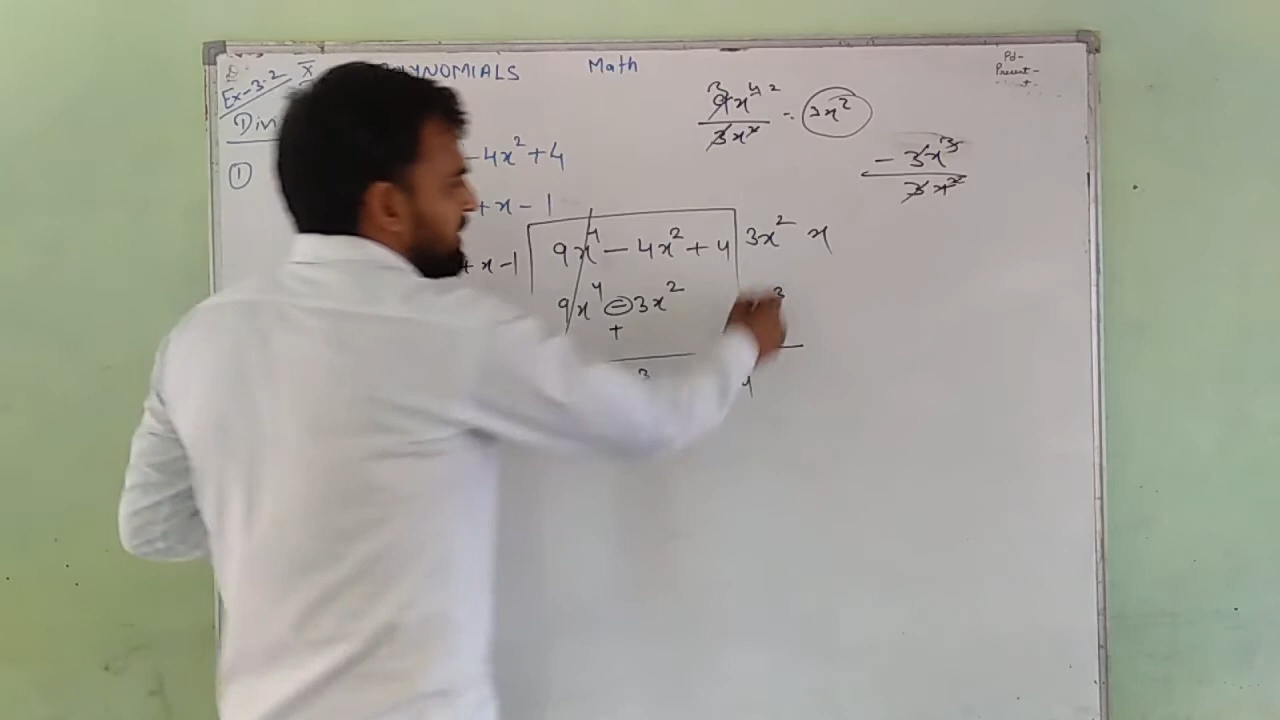 Ex-3.2 X POLYNOMIALS Math
Pd-
Present-
9x⁴ / 3x² = 3x²
- 3x³ / 3x²
①
- 4x² + 4
+ x - 1
+ x - 1 9x⁴ - 4x² + 4 3x² x
9x⁴ - 3x²
+
3 4